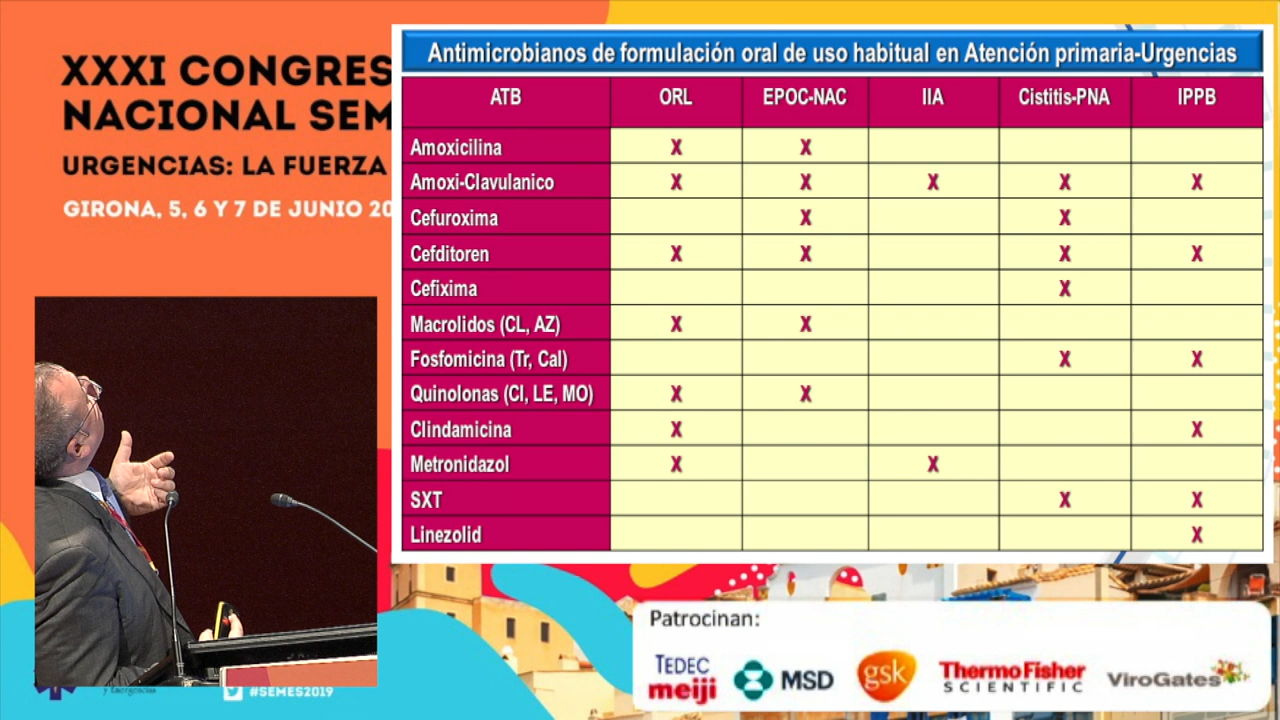 XXXI CONGRES
NACIONAL SEM
URGENCIAS: LA FUERZA
GIRONA, 5, 6 Y 7 DE JUNIO 20
Antimicrobianos de formulación oral de uso habitual en Atención primaria-Urgencias
ATB ORL EPOC-NAC IIA Cistitis-PNA IPPB
Amoxicilina X X
Amoxi-Clavulanico X X X X X
Cefuroxima X X
Cefditoren X X X X
Cefixima X
Macrolidos (CL, AZ) X X
Fosfomicina (Tr, Cal) X X
Quinolonas (CI, LE, MO) X X
Clindamicina X X
Metronidazol X X
SXT X X
Linezolid X
y Emergencias
#SEMES2019
Patrocinan:
TEDEC
meiji
MSD
gsk
ThermoFisher
SCIENTIFIC
ViroGates